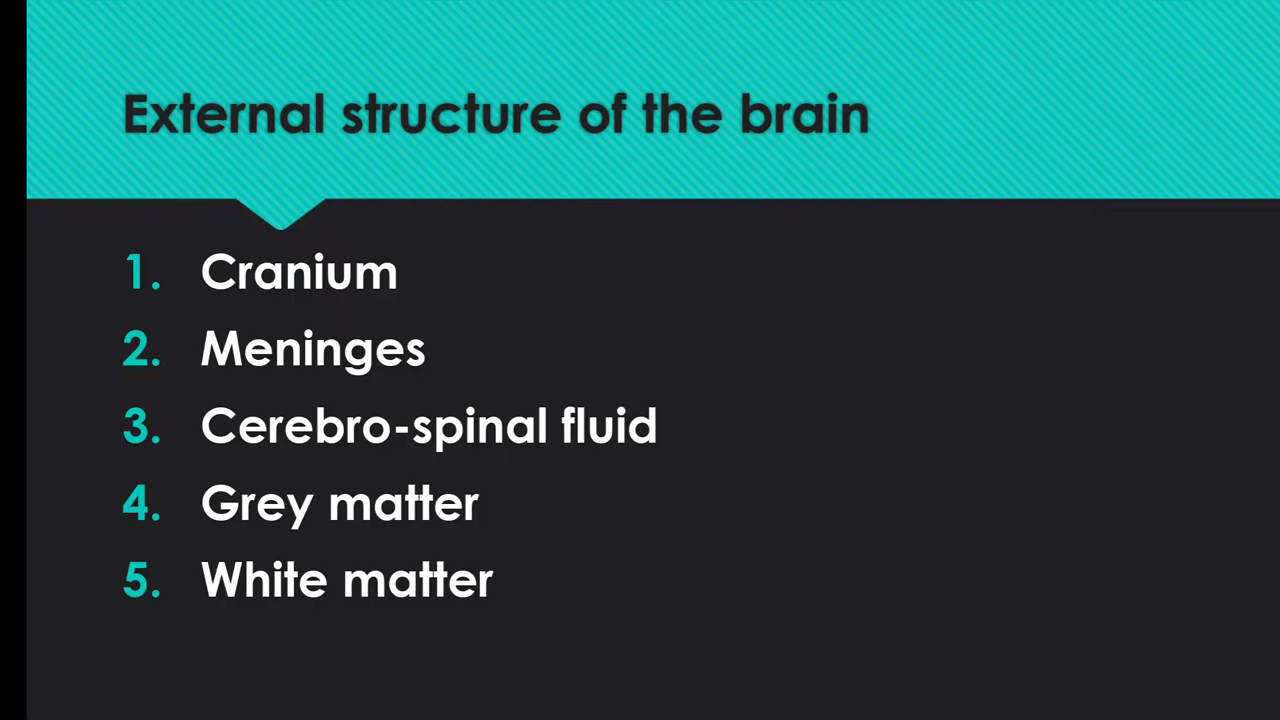 External structure of the brain
1. Cranium
2. Meninges
3. Cerebro-spinal fluid
4. Grey matter
5. White matter